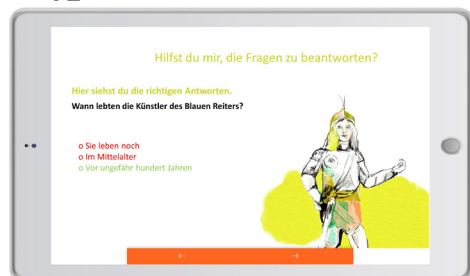 Hilfst du mir, die Fragen zu beantworten?
Hier siehst du die richtigen Antworten.
Wann lebten die Künstler des Blauen Reiters?
o Sie leben noch
o Im Mittelalter
o Vor ungefähr hundert Jahren
← →